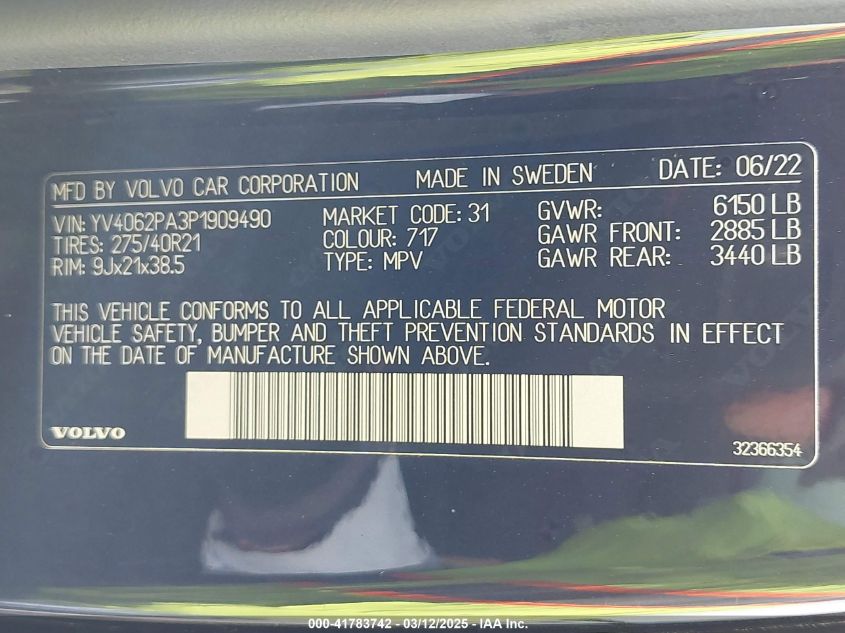 MFD BY VOLVO CAR CORPORATION MADE IN SWEDEN DATE: 06/22
VIN: YV4062PA3P1909490 MARKET CODE: 31 GVWR: 6150 LB
TIRES: 275/40R21 COLOUR: 717 GAWR FRONT: 2885 LB
RIM: 9Jx21x38.5 TYPE: MPV GAWR REAR: 3440 LB
THIS VEHICLE CONFORMS TO ALL APPLICABLE FEDERAL MOTOR
VEHICLE SAFETY, BUMPER AND THEFT PREVENTION STANDARDS IN EFFECT
ON THE DATE OF MANUFACTURE SHOWN ABOVE.
VOLVO
32366354
000-41783742 - 03/12/2025 - IAA Inc.